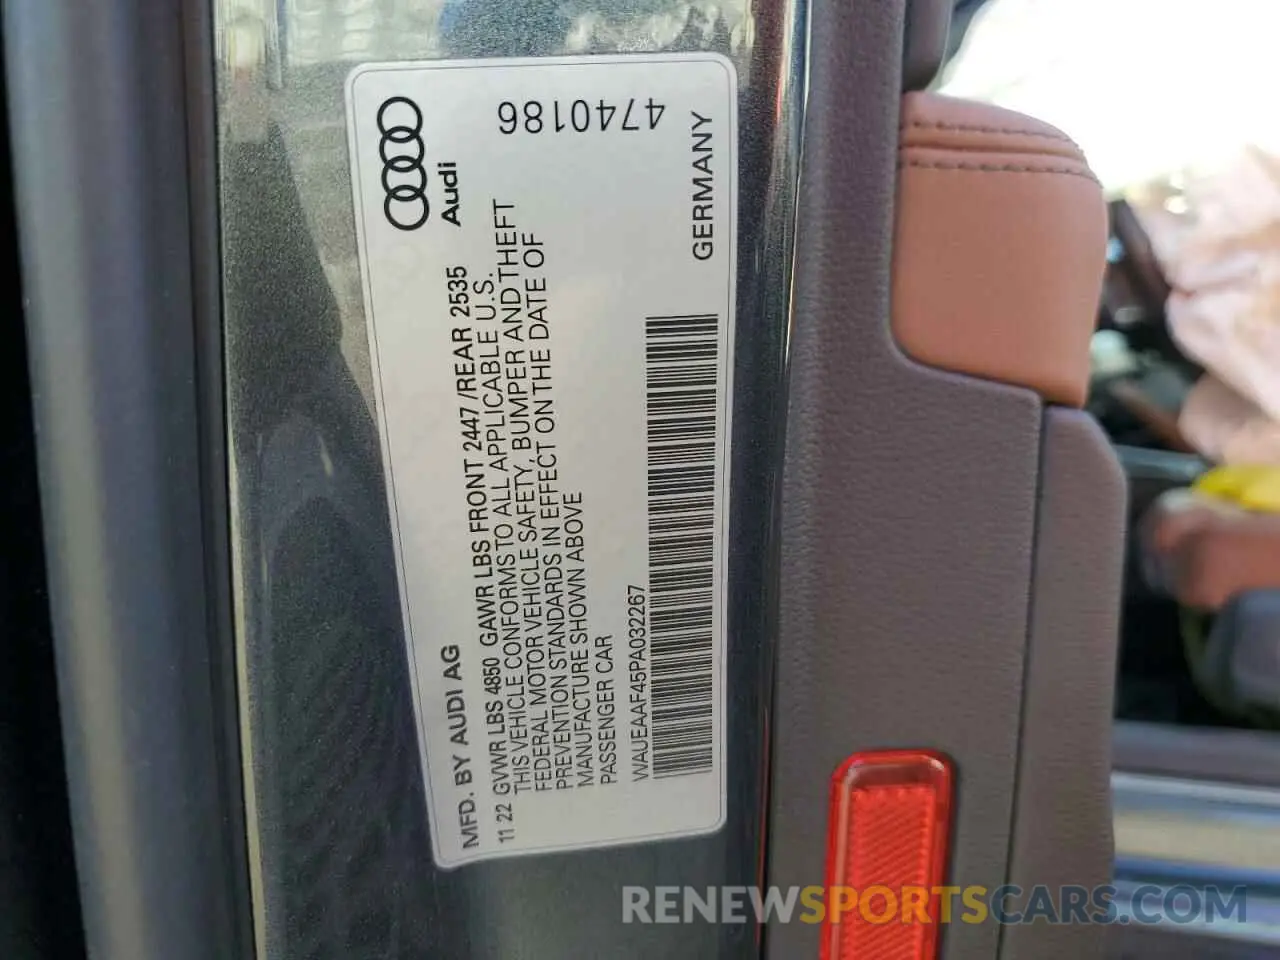 MFD. BY AUDI AG
Audi
11 22 GVWR LBS 4850 GAWR LBS FRONT 2447 /REAR 2535
THIS VEHICLE CONFORMS TO ALL APPLICABLE U.S.
FEDERAL MOTOR VEHICLE SAFETY, BUMPER AND THEFT
PREVENTION STANDARDS IN EFFECT ON THE DATE OF
MANUFACTURE SHOWN ABOVE
PASSENGER CAR
4740186
WAUEAAF45PA032267
GERMANY
RENEWSPORTSCARS.COM